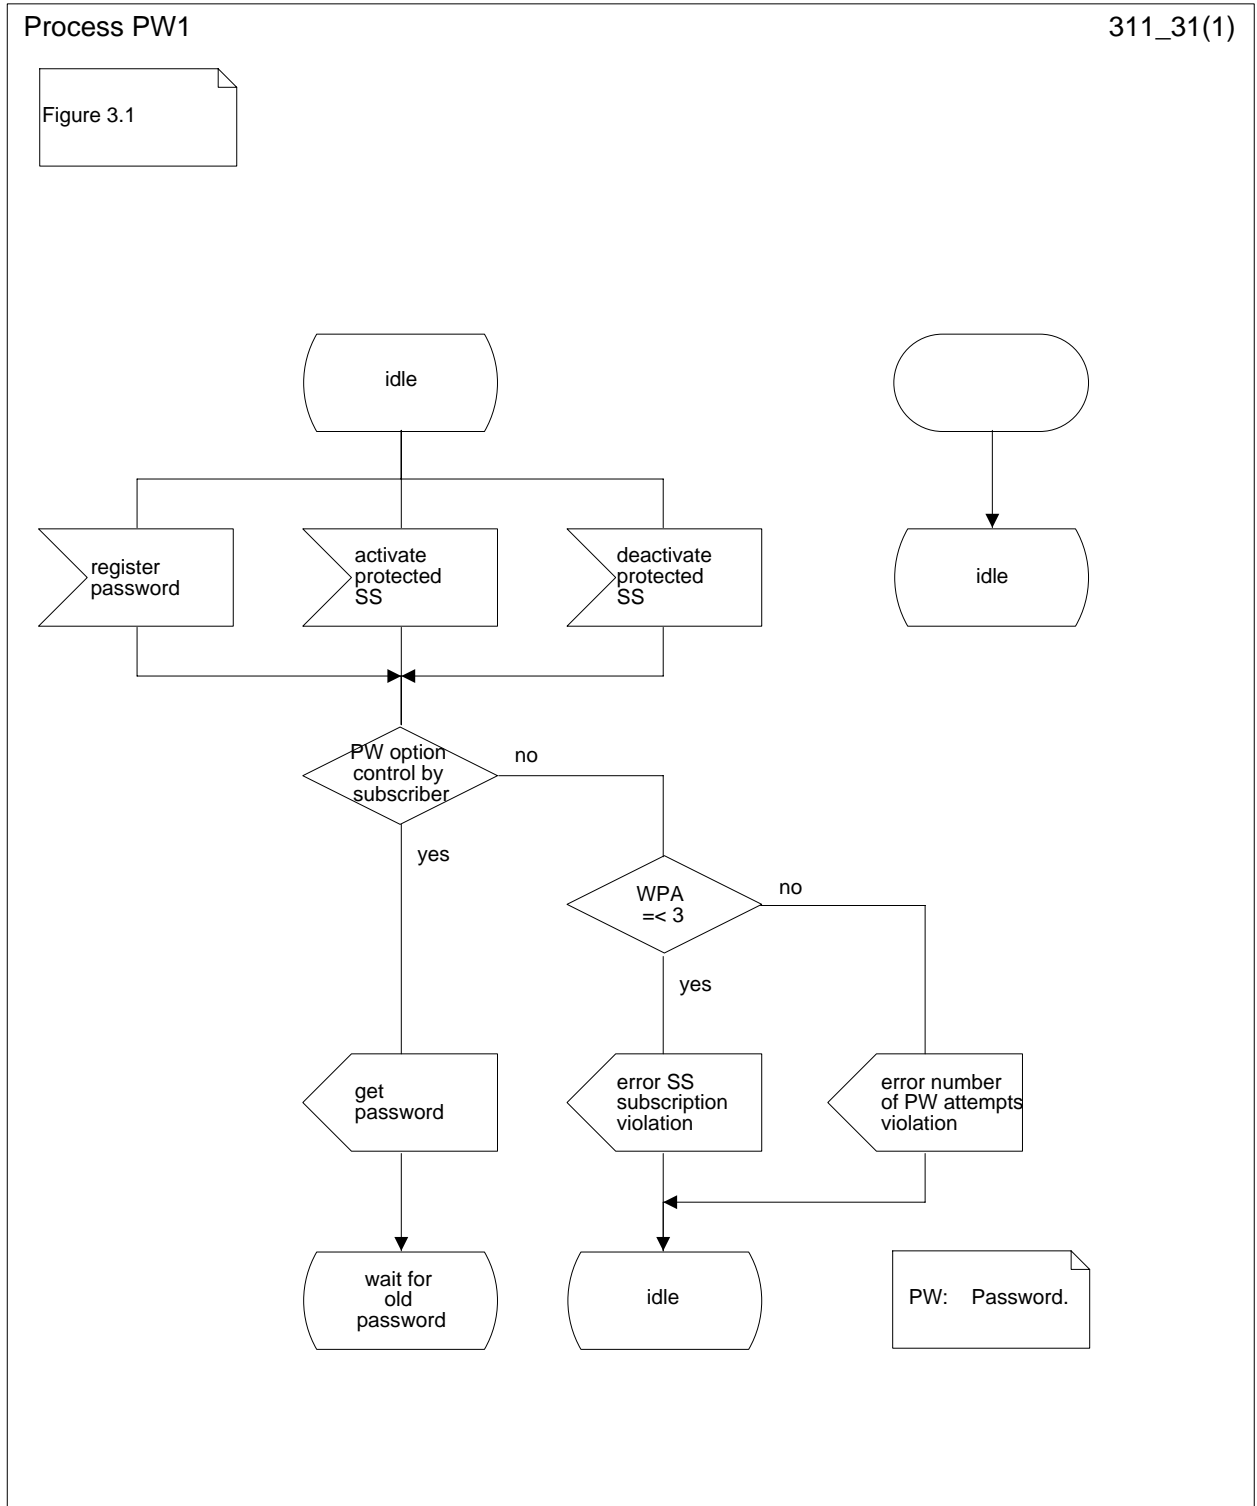 Process PW1
311_31(1)
Figure 3.1
idle
register
password
activate
protected
SS
deactivate
protected
SS
idle
PW option
control by
subscriber
no
yes
WPA
=< 3
no
yes
get
password
error SS
subscription
violation
error number
of PW attempts
violation
wait for
old
password
idle
PW: Password.